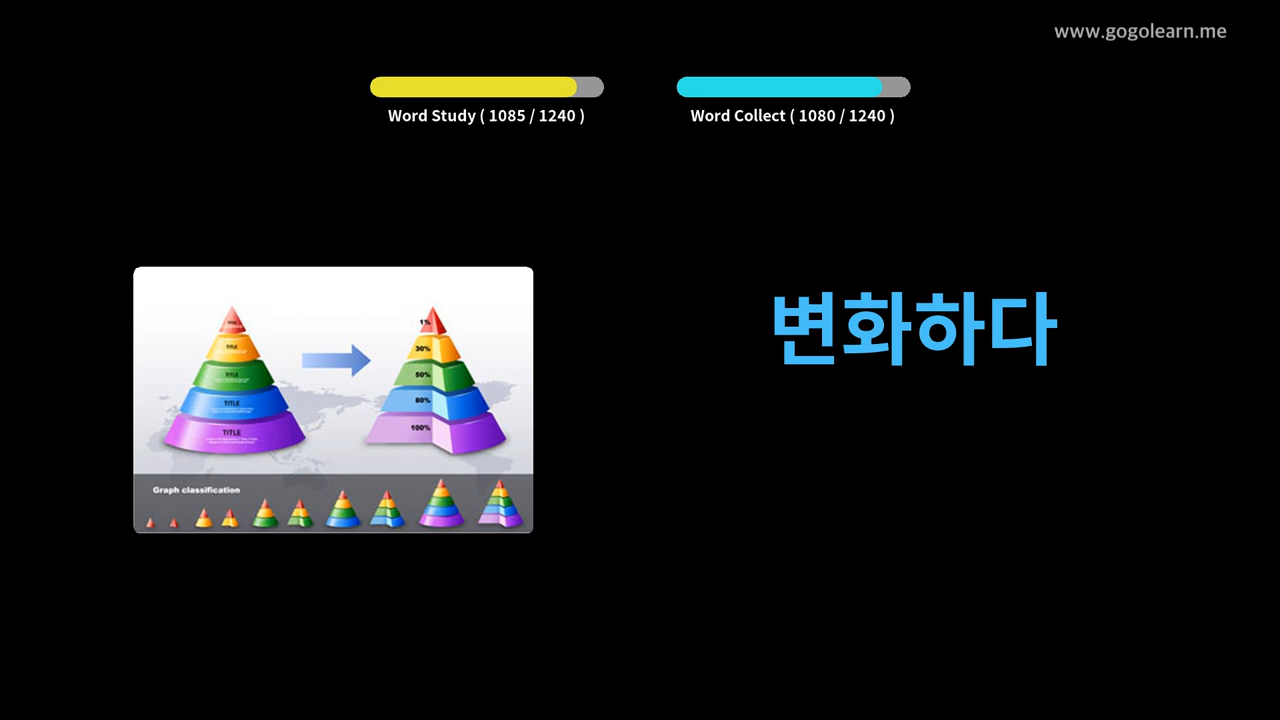 www.gogolearn.me
Word Study ( 1085 / 1240 )
Word Collect ( 1080 / 1240 )
변화하다
TITLE
TITLE
TITLE
TITLE
1%
30%
50%
80%
100%
Graph classification